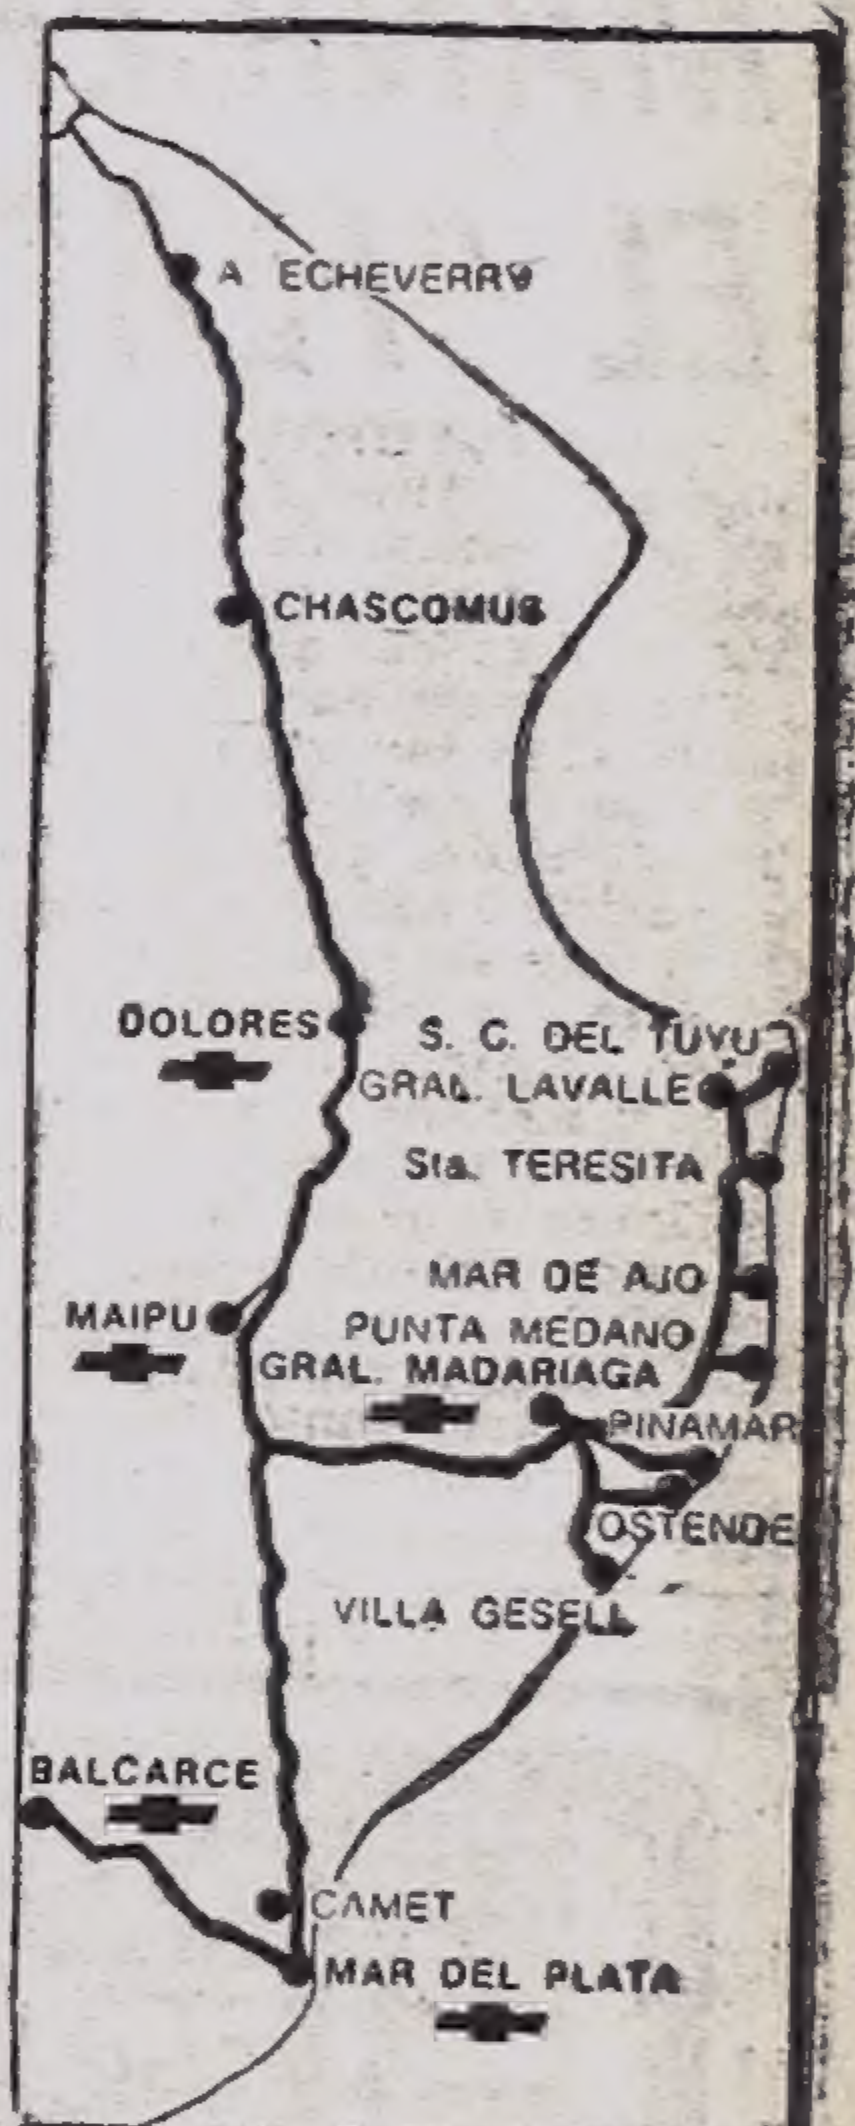 A ECHEVERRY
CHASCOMUS
DOLORES
S. C. DEL TUYU
GRAL. LAVALLE
Sta. TERESITA
MAR DE AJO
MAIPU
PUNTA MEDANO
GRAL. MADARIAGA
PINAMAR
OSTENDE
VILLA GESELL
BALCARCE
CAMET
MAR DEL PLATA